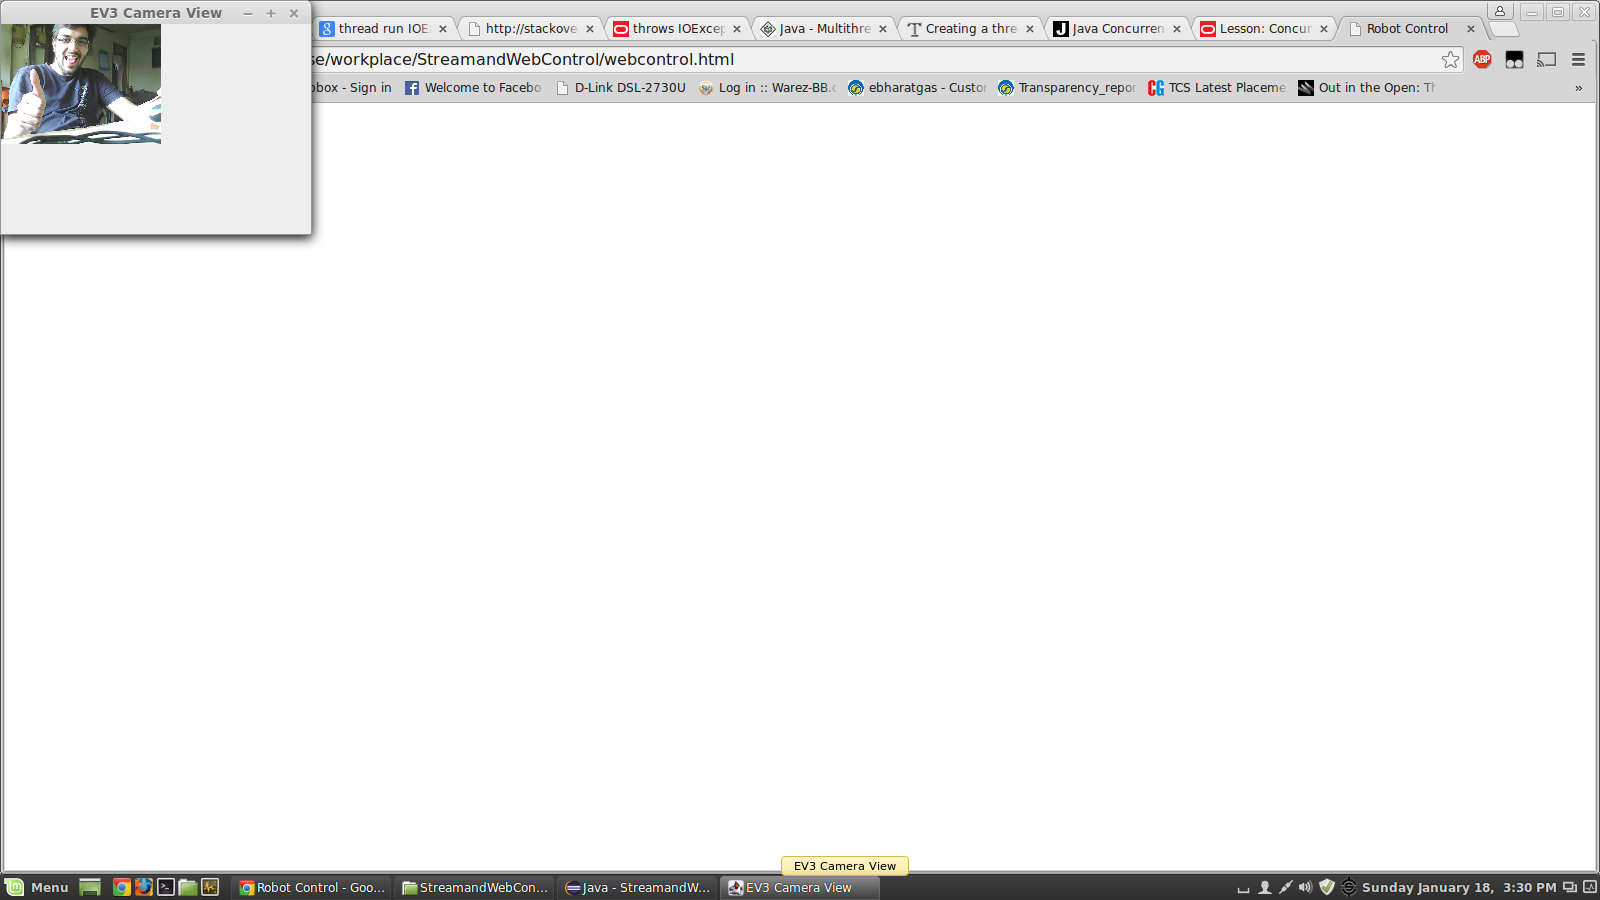 EV3 Camera View
thread run IOE
http://stackove
throws IOExcep
Java - Multithre
Creating a thre
Java Concurren
Lesson: Concur
Robot Control
se/workplace/StreamandWebControl/webcontrol.html
ABP
pbox - Sign in
Welcome to Facebo
D-Link DSL-2730U
Log in :: Warez-BB.
ebharatgas - Custo
Transparency_repor
TCS Latest Placeme
Out in the Open: Th
»
EV3 Camera View
Menu
Robot Control - Goo...
StreamandWebCon...
Java - StreamandW...
EV3 Camera View
Sunday January 18, 3:30 PM